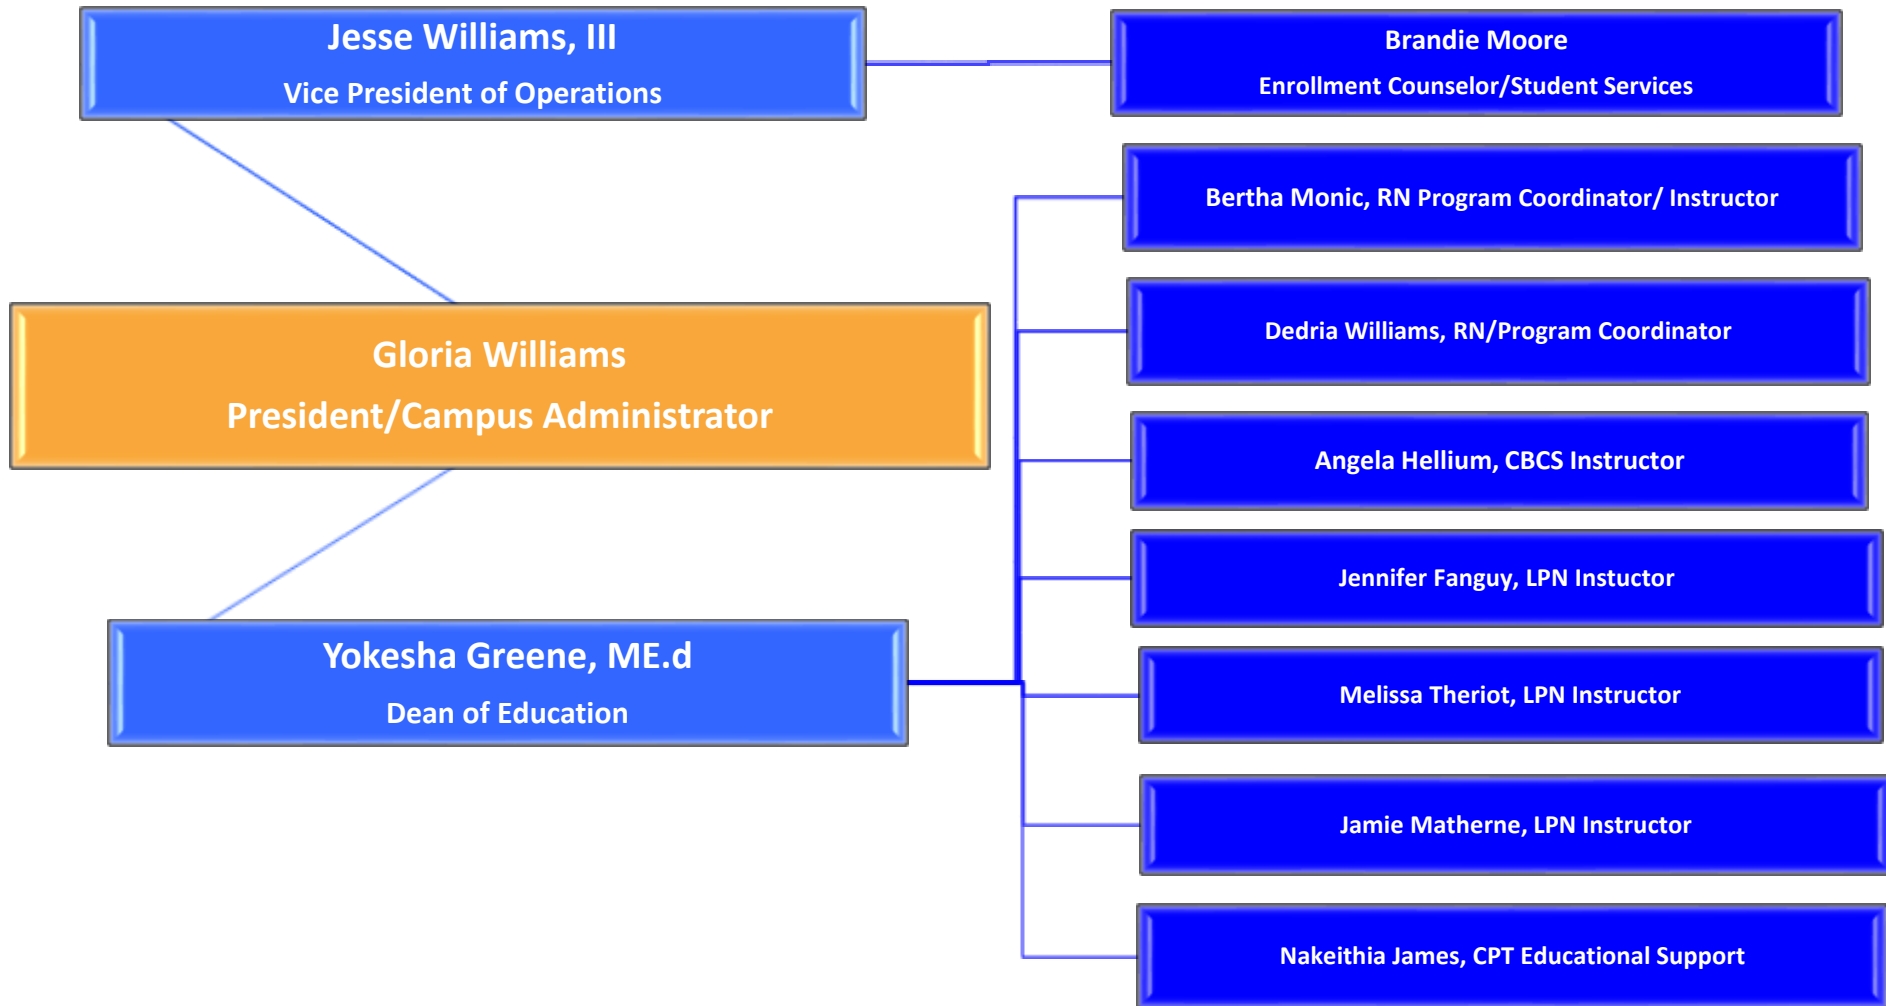 Jesse Williams, III
Vice President of Operations
Brandie Moore
Enrollment Counselor/Student Services
Bertha Monic, RN Program Coordinator/ Instructor
Dedria Williams, RN/Program Coordinator
Gloria Williams
President/Campus Administrator
Angela Hellium, CBCS Instructor
Jennifer Fanguy, LPN Instuctor
Yokesha Greene, ME.d
Dean of Education
Melissa Theriot, LPN Instructor
Jamie Matherne, LPN Instructor
Nakeithia James, CPT Educational Support